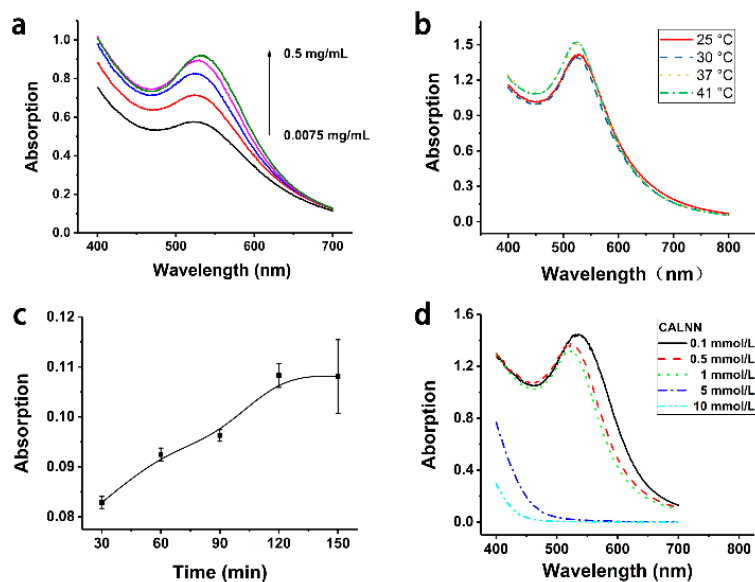 a
0.5 mg/mL
0.0075 mg/mL
1.0
0.8
0.6
0.4
0.2
0.0
Absorption
400 500 600 700
Wavelength (nm)
b
25 °C
30 °C
37 °C
41 °C
1.5
1.2
0.9
0.6
0.3
0.0
Absorption
400 500 600 700 800
Wavelength（nm）
c
0.12
0.11
0.10
0.09
0.08
Absorption
30 60 90 120 150
Time (min)
d
CALNN
0.1 mmol/L
0.5 mmol/L
1 mmol/L
5 mmol/L
10 mmol/L
1.6
1.2
0.8
0.4
0.0
Aborption
400 500 600 700 800
Wavelength (nm)